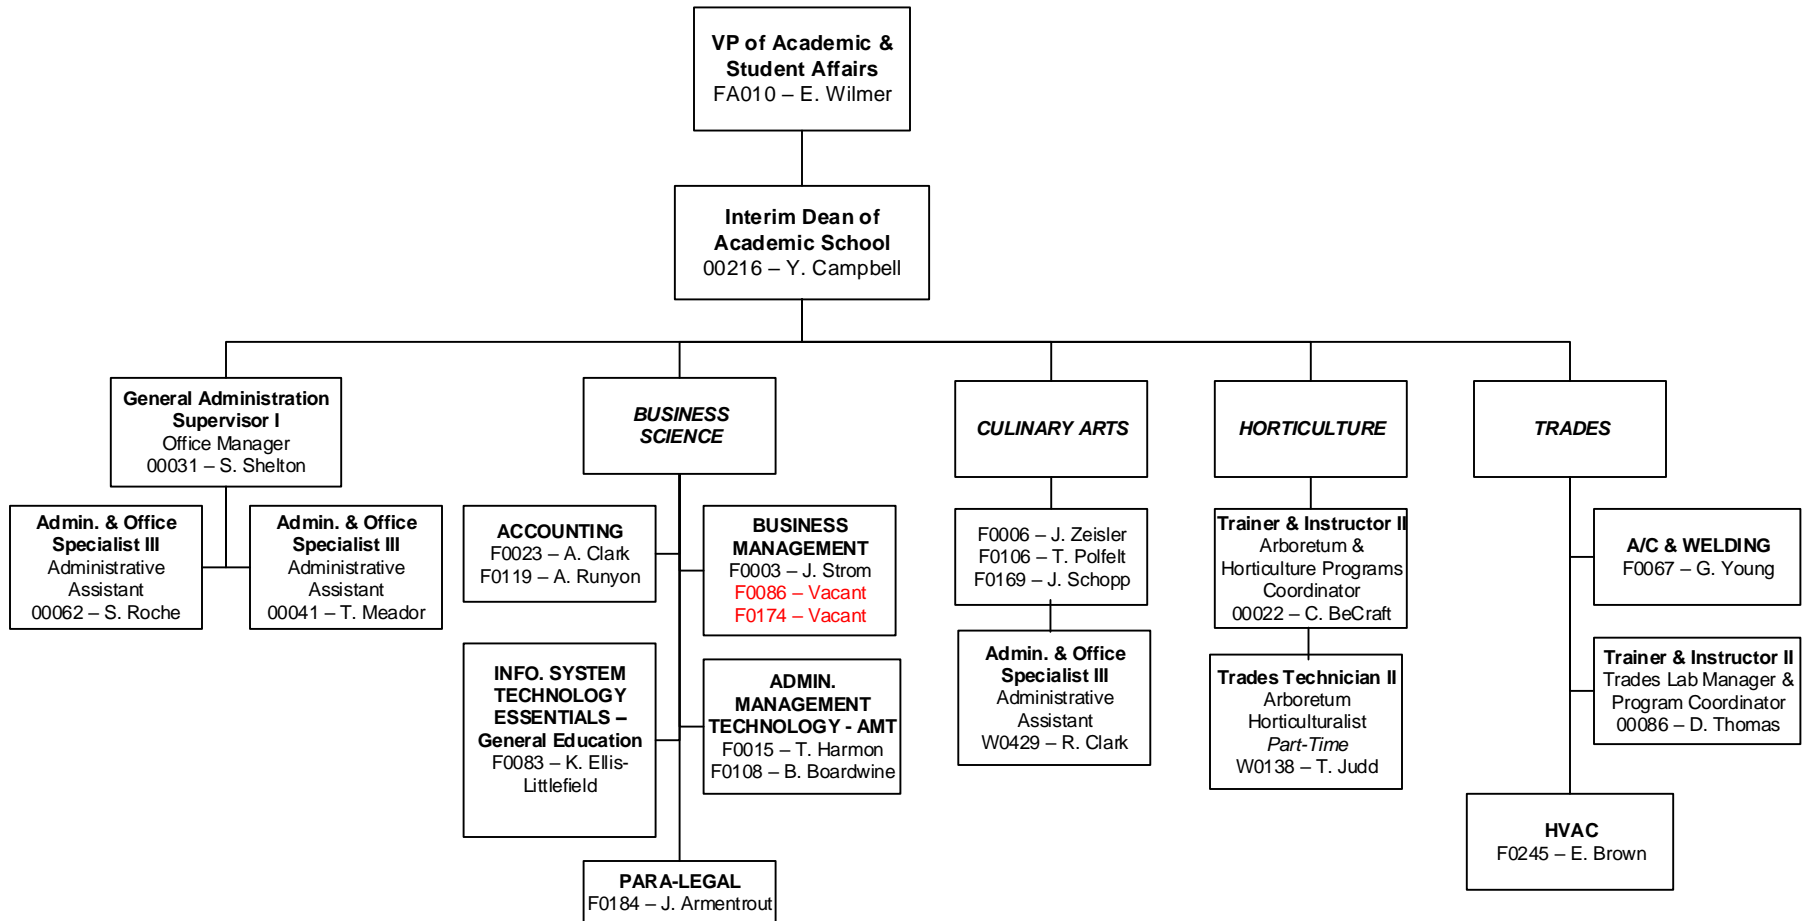 VP of Academic &
Student Affairs
FA010 – E. Wilmer
Interim Dean of
Academic School
00216 – Y. Campbell
General Administration
Supervisor I
Office Manager
00031 – S. Shelton
Admin. & Office
Specialist III
Administrative
Assistant
00062 – S. Roche
Admin. & Office
Specialist III
Administrative
Assistant
00041 – T. Meador
BUSINESS
SCIENCE
ACCOUNTING
F0023 – A. Clark
F0119 – A. Runyon
BUSINESS
MANAGEMENT
F0003 – J. Strom
F0086 – Vacant
F0174 – Vacant
INFO. SYSTEM
TECHNOLOGY
ESSENTIALS –
General Education
F0083 – K. Ellis-
Littlefield
ADMIN.
MANAGEMENT
TECHNOLOGY - AMT
F0015 – T. Harmon
F0108 – B. Boardwine
PARA-LEGAL
F0184 – J. Armentrout
CULINARY ARTS
F0006 – J. Zeisler
F0106 – T. Polfelt
F0169 – J. Schopp
Admin. & Office
Specialist III
Administrative
Assistant
W0429 – R. Clark
HORTICULTURE
Trainer & Instructor II
Arboretum &
Horticulture Programs
Coordinator
00022 – C. BeCraft
Trades Technician II
Arboretum
Horticulturalist
Part-Time
W0138 – T. Judd
TRADES
A/C & WELDING
F0067 – G. Young
Trainer & Instructor II
Trades Lab Manager &
Program Coordinator
00086 – D. Thomas
HVAC
F0245 – E. Brown